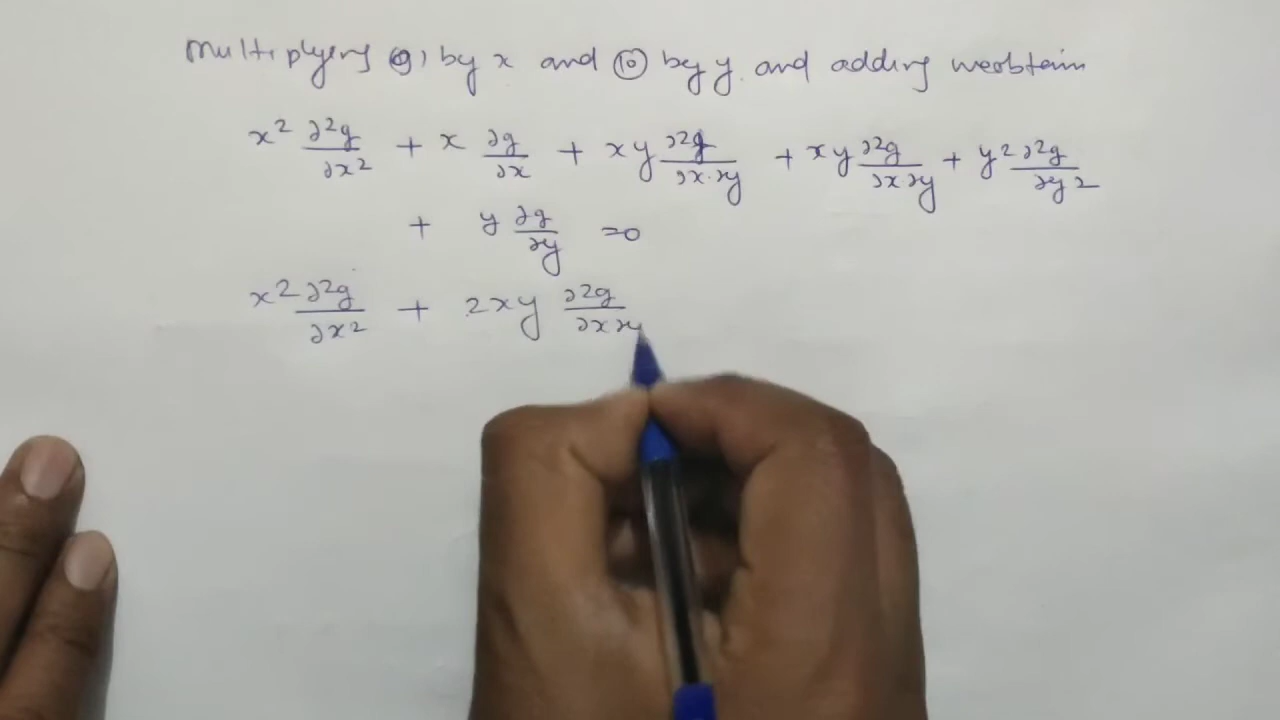 Multiplying (9) by x and (10) by y and adding we obtain
x² ∂²g/∂x² + x ∂g/∂x + xy ∂²g/∂x·∂y + xy ∂²g/∂x∂y + y² ∂²g/∂y²
+ y ∂g/∂y =0
x² ∂²g/∂x² + 2xy ∂²g/∂x∂y